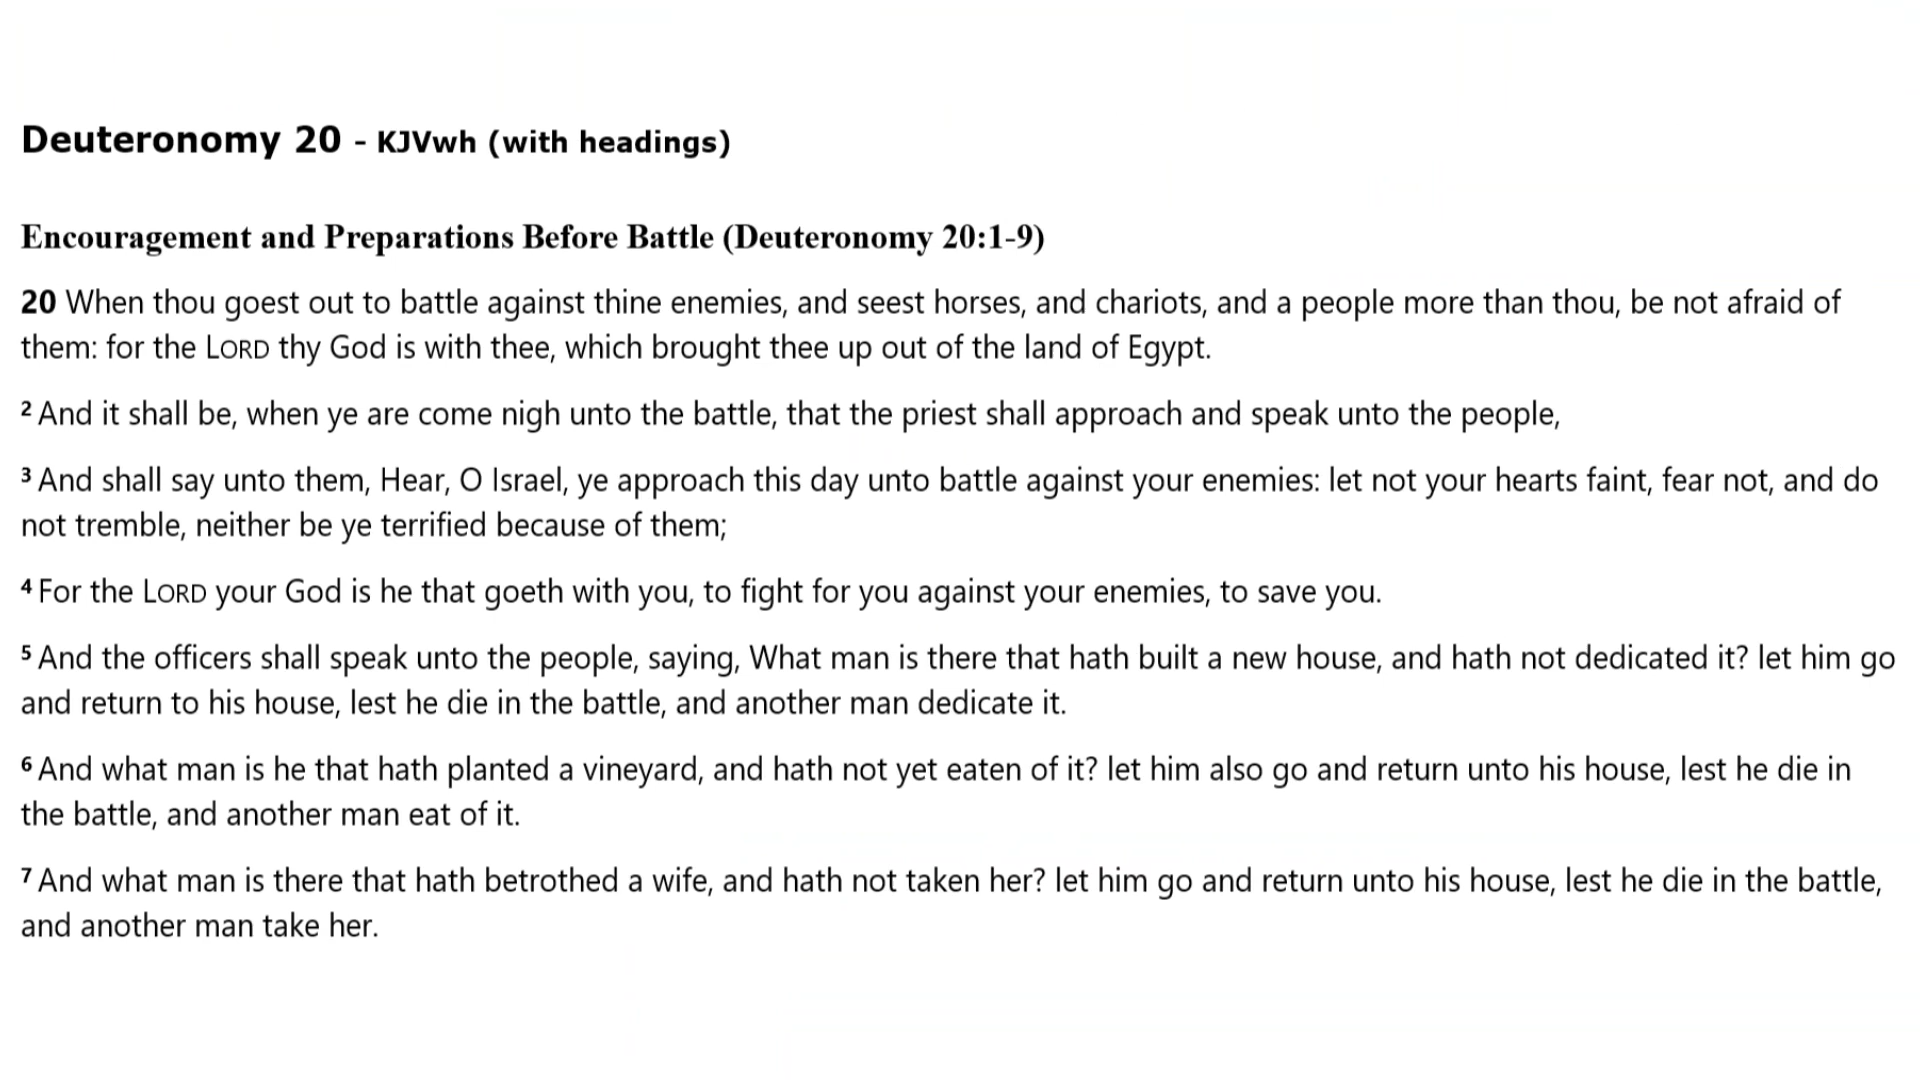 Deuteronomy 20 - KJVwh (with headings)
Encouragement and Preparations Before Battle (Deuteronomy 20:1-9)
20 When thou goest out to battle against thine enemies, and seest horses, and chariots, and a people more than thou, be not afraid of
them: for the LORD thy God is with thee, which brought thee up out of the land of Egypt.
2 And it shall be, when ye are come nigh unto the battle, that the priest shall approach and speak unto the people,
3 And shall say unto them, Hear, O Israel, ye approach this day unto battle against your enemies: let not your hearts faint, fear not, and do
not tremble, neither be ye terrified because of them;
4 For the LORD your God is he that goeth with you, to fight for you against your enemies, to save you.
5 And the officers shall speak unto the people, saying, What man is there that hath built a new house, and hath not dedicated it? let him go
and return to his house, lest he die in the battle, and another man dedicate it.
6 And what man is he that hath planted a vineyard, and hath not yet eaten of it? let him also go and return unto his house, lest he die in
the battle, and another man eat of it.
7 And what man is there that hath betrothed a wife, and hath not taken her? let him go and return unto his house, lest he die in the battle,
and another man take her.